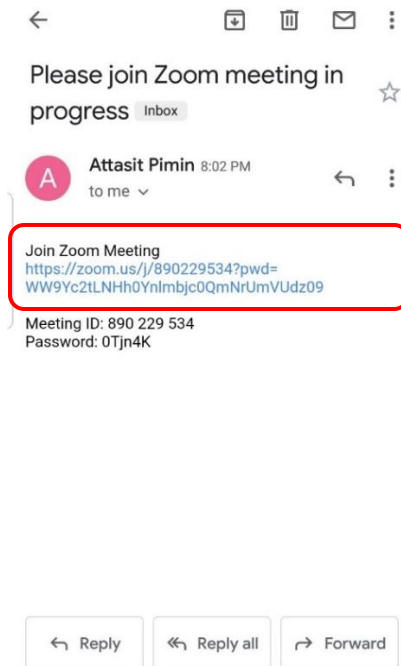 Please join Zoom meeting in
progress Inbox
A
Attasit Pimin 8:02 PM
to me
Join Zoom Meeting
https://zoom.us/j/890229534?pwd=
WW9Yc2tLNHh0Ynlmbjc0QmNrUmVUdz09
Meeting ID: 890 229 534
Password: 0Tjn4K
Reply
Reply all
Forward